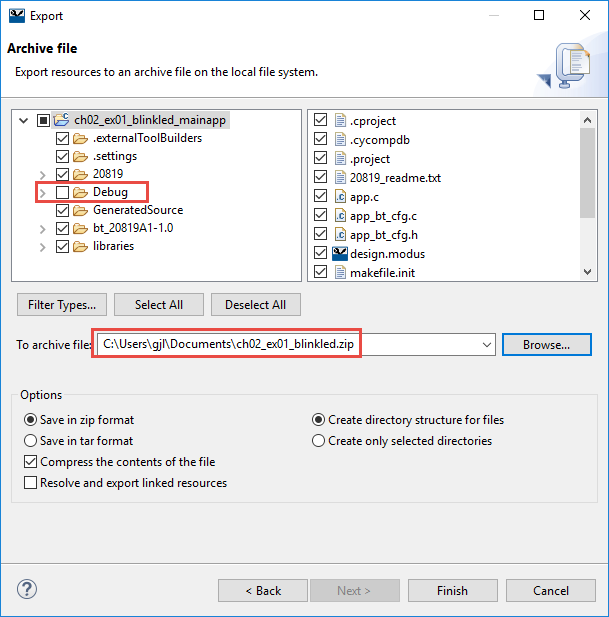 Export
Archive file
Export resources to an archive file on the local file system.
ch02_ex01_blinkled_mainapp
.externalToolBuilders
.settings
20819
Debug
GeneratedSource
bt_20819A1-1.0
libraries
.cproject
.cycompdb
.project
20819_readme.txt
app.c
app_bt_cfg.c
app_bt_cfg.h
design.modus
makefile.init
Filter Types... Select All Deselect All
To archive file: C:\Users\gjl\Documents\ch02_ex01_blinkled.zip Browse...
Options
Save in zip format Create directory structure for files
Save in tar format Create only selected directories
Compress the contents of the file
Resolve and export linked resources
? < Back Next > Finish Cancel